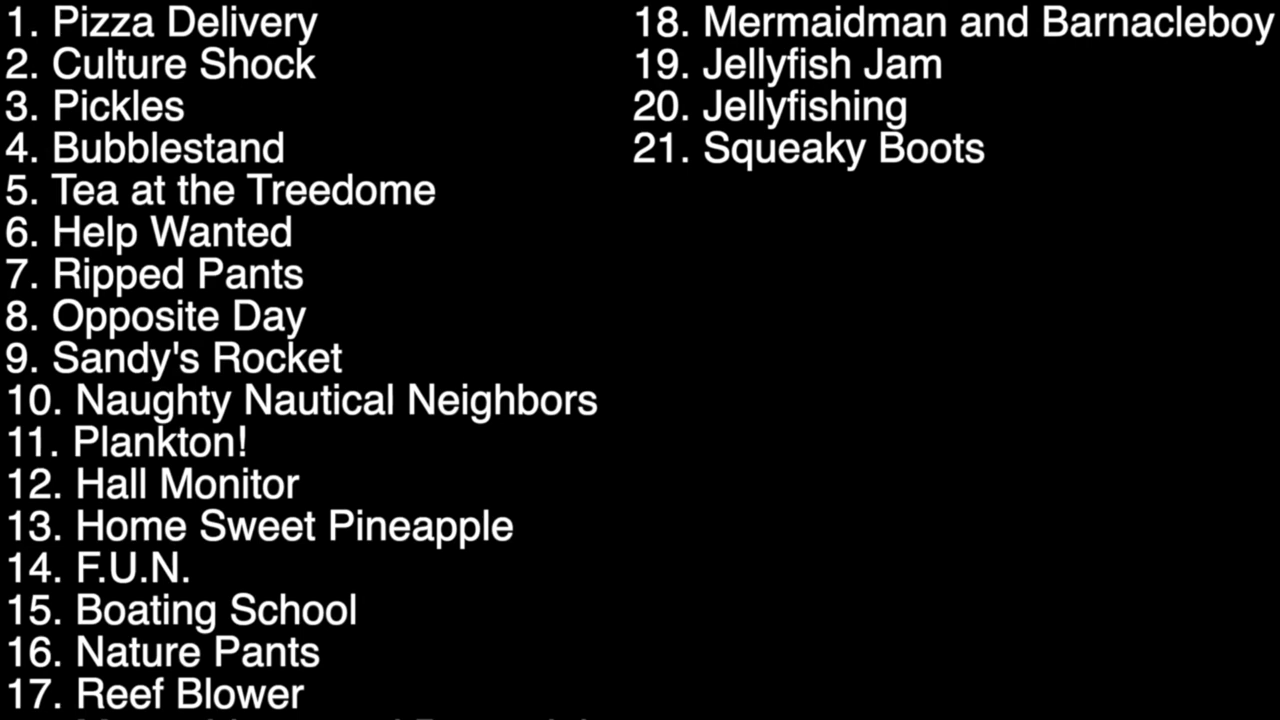 1. Pizza Delivery
2. Culture Shock
3. Pickles
4. Bubblestand
5. Tea at the Treedome
6. Help Wanted
7. Ripped Pants
8. Opposite Day
9. Sandy's Rocket
10. Naughty Nautical Neighbors
11. Plankton!
12. Hall Monitor
13. Home Sweet Pineapple
14. F.U.N.
15. Boating School
16. Nature Pants
17. Reef Blower
18. Mermaidman and Barnacleboy
19. Jellyfish Jam
20. Jellyfishing
21. Squeaky Boots